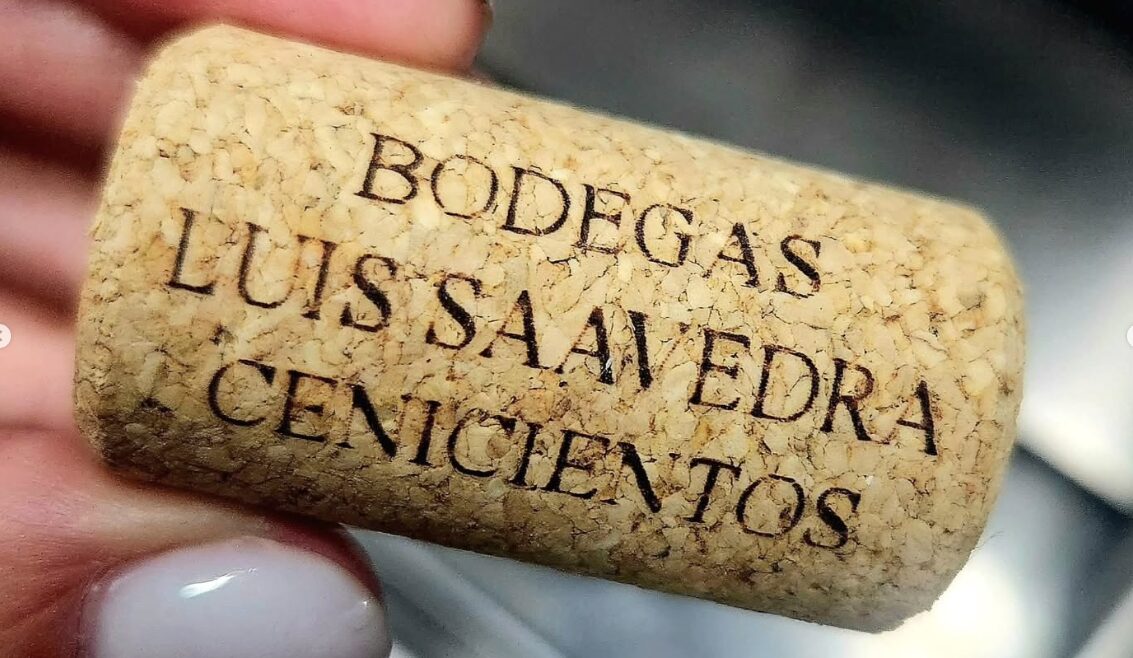 BODEGAS
LUIS SAAVEDRA
CENICIENTOS